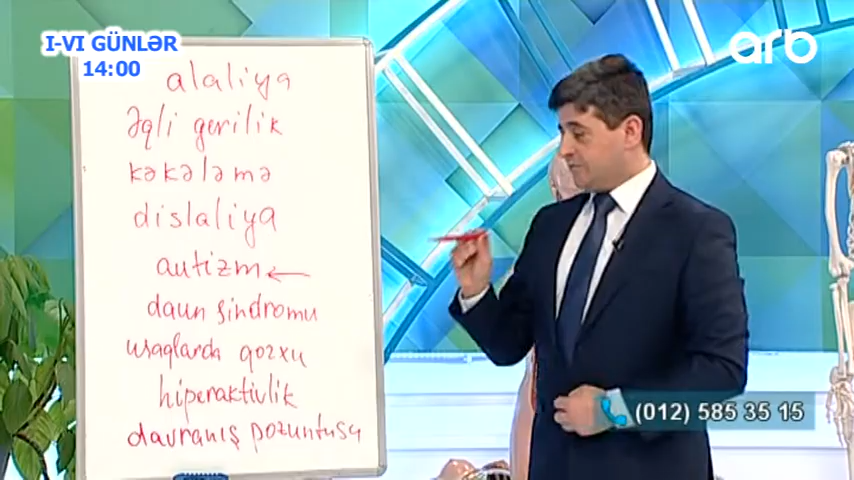 I-VI GÜNLƏR
14:00
arb
alaliya
Əqli gerilik
kəkələmə
dislaliya
autizm ←
daun sindromu
uşaqlarda qorxu
hiperaktivlik
davranış pozuntusu
(012) 585 35 15